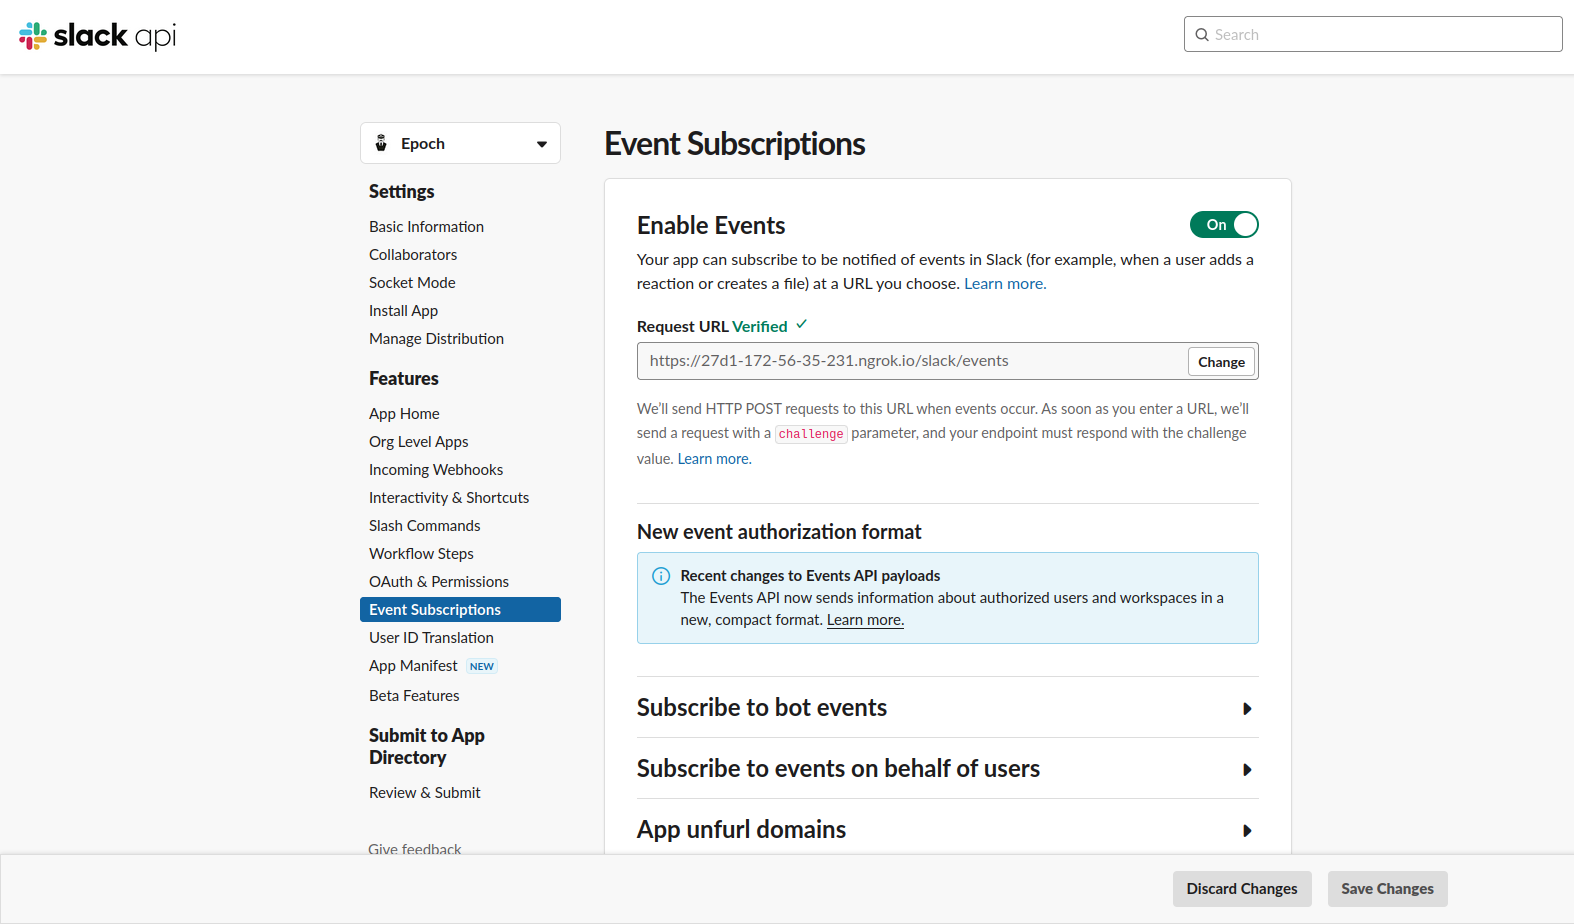 slack api
Search
Epoch
Settings
Basic Information
Collaborators
Socket Mode
Install App
Manage Distribution
Features
App Home
Org Level Apps
Incoming Webhooks
Interactivity & Shortcuts
Slash Commands
Workflow Steps
OAuth & Permissions
Event Subscriptions
User ID Translation
App Manifest NEW
Beta Features
Submit to App
Directory
Review & Submit
Give feedback
Event Subscriptions
Enable Events
On
Your app can subscribe to be notified of events in Slack (for example, when a user adds a
reaction or creates a file) at a URL you choose. Learn more.
Request URL Verified
https://27d1-172-56-35-231.ngrok.io/slack/events
Change
We’ll send HTTP POST requests to this URL when events occur. As soon as you enter a URL, we’ll
send a request with a challenge parameter, and your endpoint must respond with the challenge
value. Learn more.
New event authorization format
Recent changes to Events API payloads
The Events API now sends information about authorized users and workspaces in a
new, compact format. Learn more.
Subscribe to bot events
Subscribe to events on behalf of users
App unfurl domains
Discard Changes
Save Changes